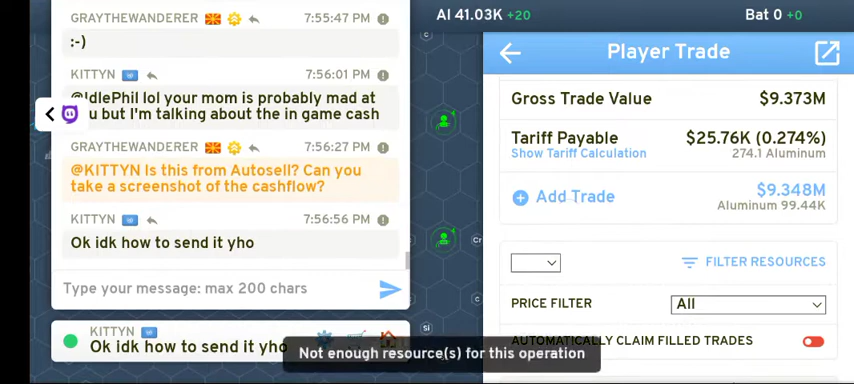 Al 41.03K +20
Bat 0 +0
GRAYTHEWANDERER 7:55:47 PM
:-)
KITTYN 7:56:01 PM
@IdlePhil lol your mom is probably mad at
u but I'm talking about the in game cash
GRAYTHEWANDERER 7:56:27 PM
@KITTYN Is this from Autosell? Can you
take a screenshot of the cashflow?
KITTYN 7:56:56 PM
Ok idk how to send it yho
Type your message: max 200 chars
KITTYN
Ok idk how to send it yho
Player Trade
Gross Trade Value $9.373M
Tariff Payable $25.76K (0.274%)
Show Tariff Calculation 274.1 Aluminum
Add Trade $9.348M
Aluminum 99.44K
FILTER RESOURCES
PRICE FILTER All
AUTOMATICALLY CLAIM FILLED TRADES
Not enough resource(s) for this operation
C
Cr
C
Si